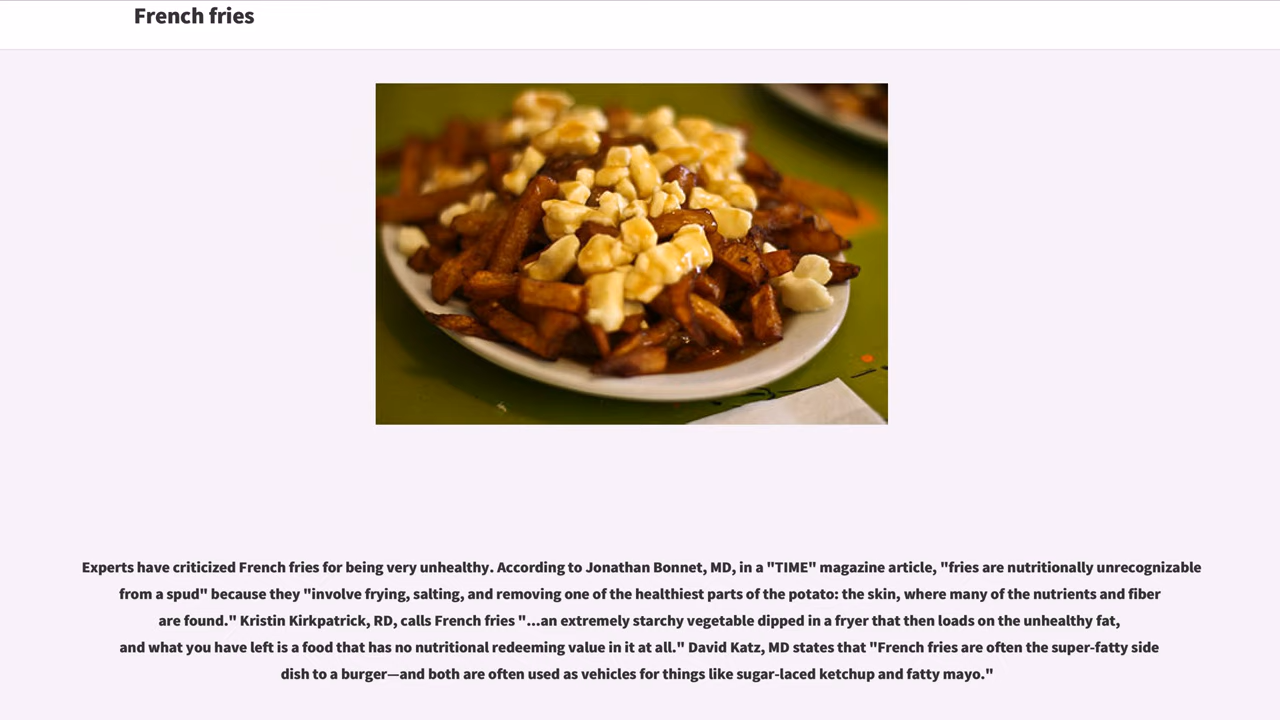 French fries
Experts have criticized French fries for being very unhealthy. According to Jonathan Bonnet, MD, in a "TIME" magazine article, "fries are nutritionally unrecognizable
from a spud" because they "involve frying, salting, and removing one of the healthiest parts of the potato: the skin, where many of the nutrients and fiber
are found." Kristin Kirkpatrick, RD, calls French fries "...an extremely starchy vegetable dipped in a fryer that then loads on the unhealthy fat,
and what you have left is a food that has no nutritional redeeming value in it at all." David Katz, MD states that "French fries are often the super-fatty side
dish to a burger—and both are often used as vehicles for things like sugar-laced ketchup and fatty mayo."